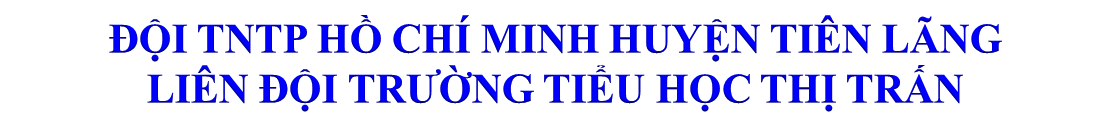 ĐỘI TNTP HỒ CHÍ MINH HUYỆN TIÊN LÃNG
LIÊN ĐỘI TRƯỜNG TIỂU HỌC THỊ TRẤN